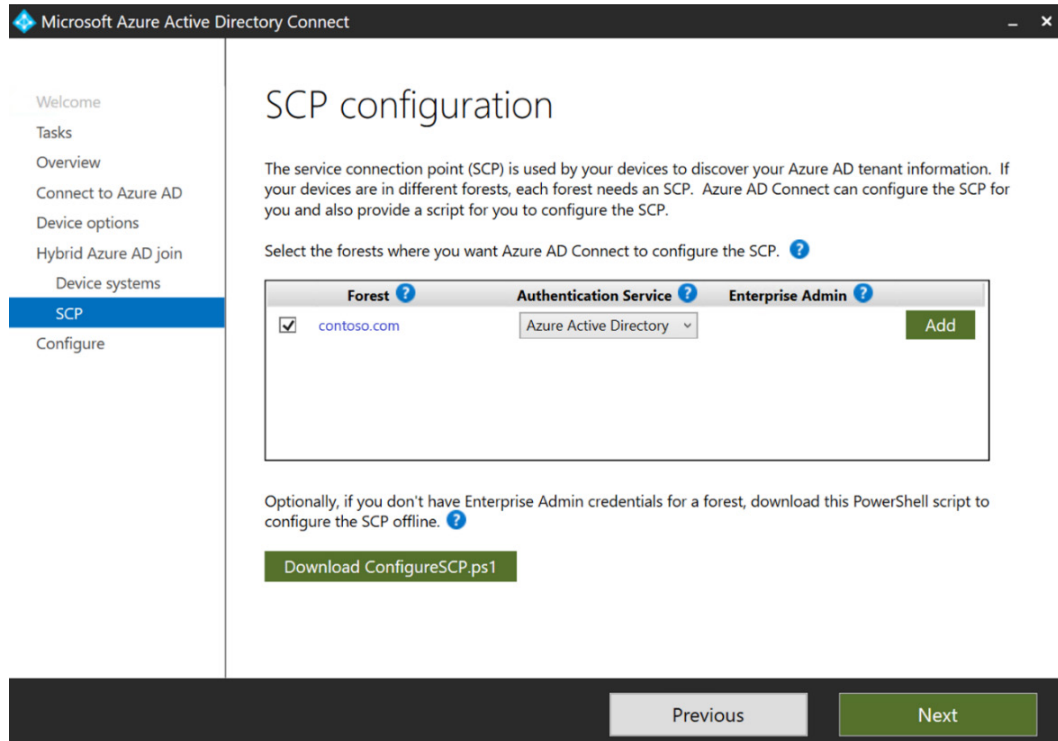 Microsoft Azure Active Directory Connect
Welcome
Tasks
Overview
Connect to Azure AD
Device options
Hybrid Azure AD join
Device systems
SCP
Configure
SCP configuration
The service connection point (SCP) is used by your devices to discover your Azure AD tenant information. If
your devices are in different forests, each forest needs an SCP. Azure AD Connect can configure the SCP for
you and also provide a script for you to configure the SCP.
Select the forests where you want Azure AD Connect to configure the SCP. ?
Forest ? Authentication Service ? Enterprise Admin ?
contoso.com Azure Active Directory Add
Optionally, if you don't have Enterprise Admin credentials for a forest, download this PowerShell script to
configure the SCP offline. ?
Download ConfigureSCP.ps1
Previous Next